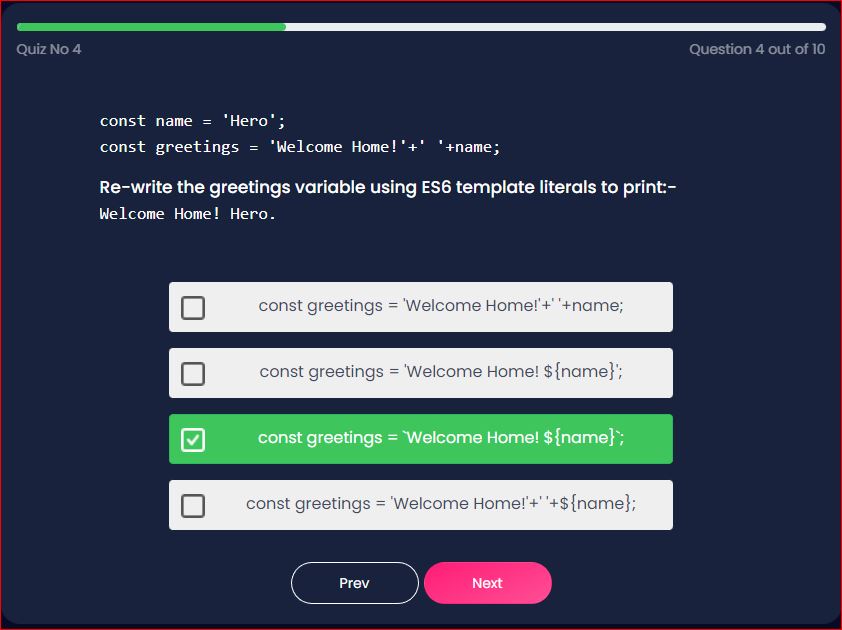 Quiz No 4
Question 4 out of 10
const name = 'Hero';
const greetings = 'Welcome Home!'+' '+name;
Re-write the greetings variable using ES6 template literals to print:-
Welcome Home! Hero.
const greetings = 'Welcome Home!'+' '+name;
const greetings = 'Welcome Home! ${name}';
const greetings = `Welcome Home! ${name}`;
const greetings = 'Welcome Home!'+' '+${name};
Prev
Next